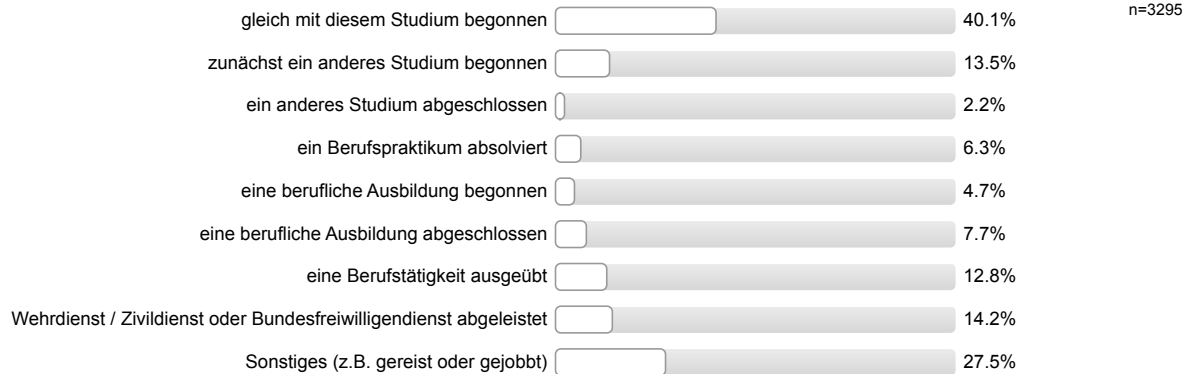 gleich mit diesem Studium begonnen 40.1% n=3295
zunächst ein anderes Studium begonnen 13.5%
ein anderes Studium abgeschlossen 2.2%
ein Berufspraktikum absolviert 6.3%
eine berufliche Ausbildung begonnen 4.7%
eine berufliche Ausbildung abgeschlossen 7.7%
eine Berufstätigkeit ausgeübt 12.8%
Wehrdienst / Zivildienst oder Bundesfreiwilligendienst abgeleistet 14.2%
Sonstiges (z.B. gereist oder gejobbt) 27.5%